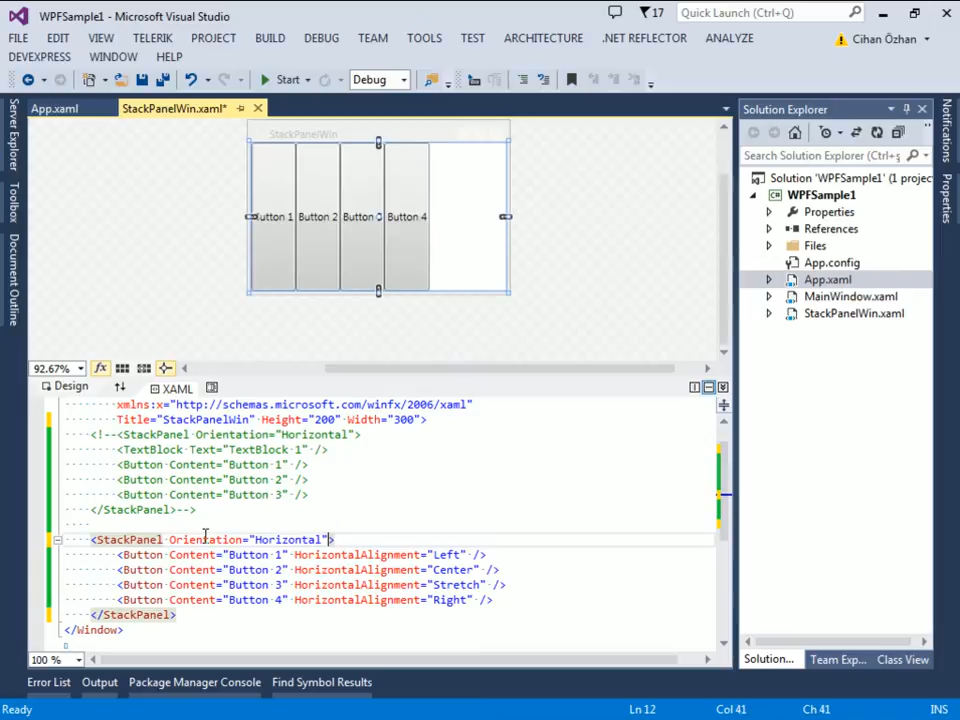 WPFSample1 - Microsoft Visual Studio
17
Quick Launch (Ctrl+Q)
FILE EDIT VIEW TELERIK PROJECT BUILD DEBUG TEAM TOOLS TEST ARCHITECTURE .NET REFLECTOR ANALYZE
Cihan Özhan
DEVEXPRESS WINDOW HELP
Start Debug
Server Explorer
Toolbox
Document Outline
App.xaml StackPanelWin.xaml*
StackPanelWin
Button 1 Button 2 Button 3 Button 4
92.67%
Design XAML
xmlns:x="http://schemas.microsoft.com/winfx/2006/xaml"
Title="StackPanelWin" Height="200" Width="300">
<!--<StackPanel Orientation="Horizontal">
<TextBlock Text="TextBlock 1" />
<Button Content="Button 1" />
<Button Content="Button 2" />
<Button Content="Button 3" />
</StackPanel>-->
<StackPanel Orientation="Horizontal">
<Button Content="Button 1" HorizontalAlignment="Left" />
<Button Content="Button 2" HorizontalAlignment="Center" />
<Button Content="Button 3" HorizontalAlignment="Stretch" />
<Button Content="Button 4" HorizontalAlignment="Right" />
</StackPanel>
</Window>
100 %
Solution Explorer
Search Solution Explorer (Ctrl+ş
Solution 'WPFSample1' (1 projec
WPFSample1
Properties
References
Files
App.config
App.xaml
MainWindow.xaml
StackPanelWin.xaml
Solution... Team Exp... Class View
Notifications
Properties
Error List Output Package Manager Console Find Symbol Results
Ready Ln 12 Col 41 Ch 41 INS